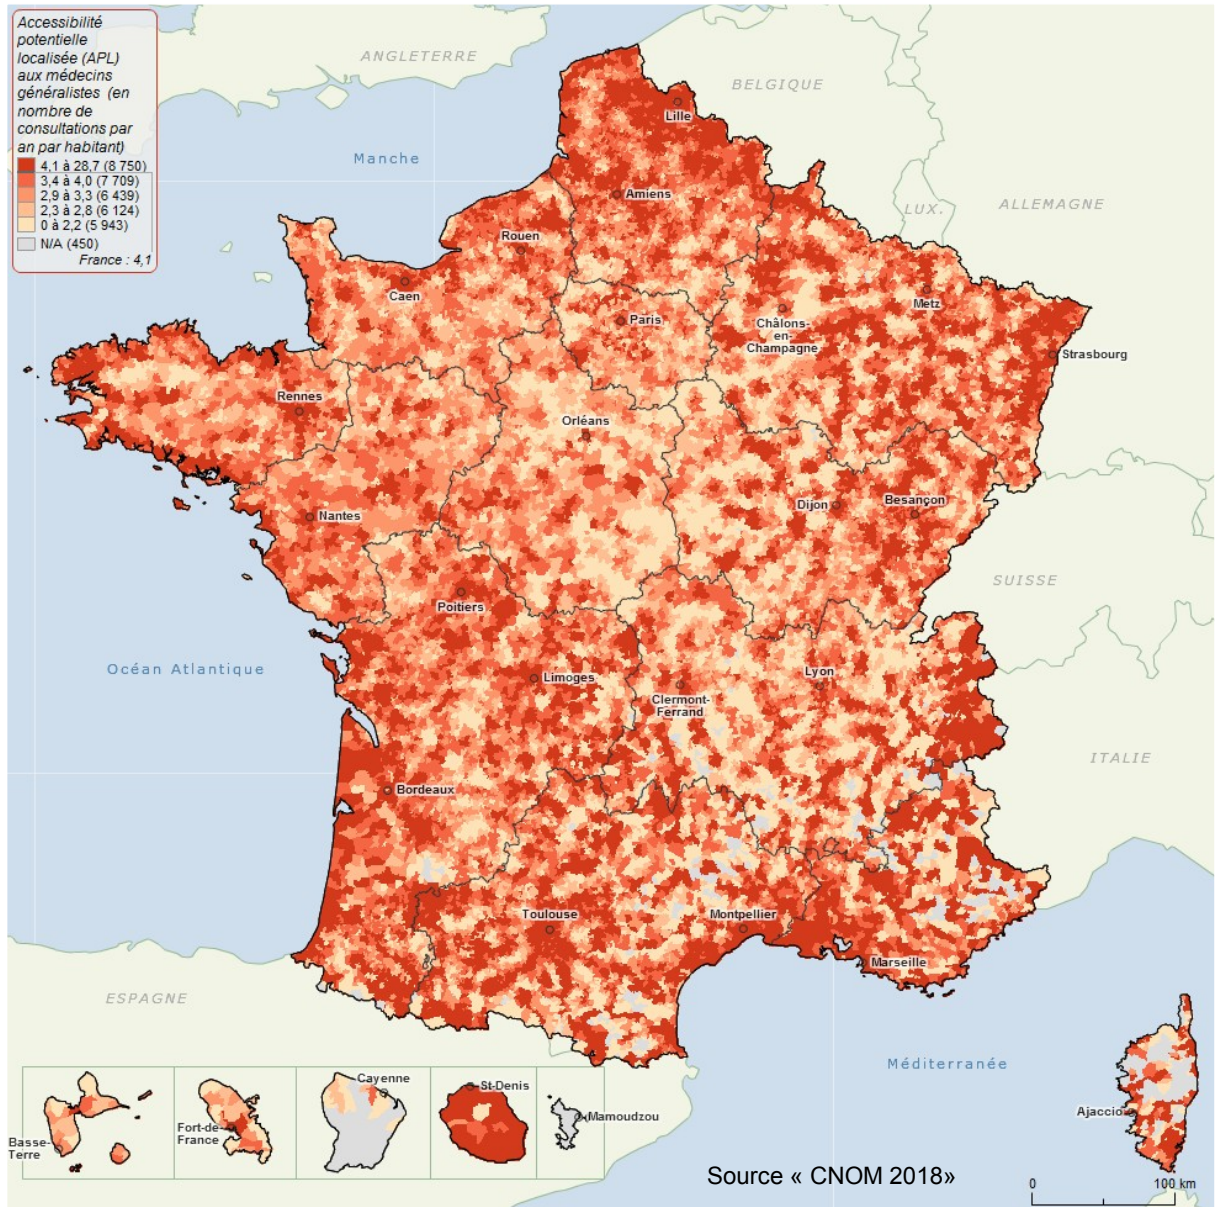 Accessibilité
potentielle
localisée (APL)
aux médecins
généralistes (en
nombre de
consultations par
an par habitant)
4,1 à 28,7 (8 750)
3,4 à 4,0 (7 709)
2,9 à 3,3 (6 439)
2,3 à 2,8 (6 124)
0 à 2,2 (5 943)
N/A (450)
France : 4,1
ANGLETERRE
BELGIQUE
Lille
Manche
Amiens
LUX.
ALLEMAGNE
Rouen
Caen
Metz
Paris
Châlons-
en-
Champagne
Strasbourg
Rennes
Orléans
Nantes
Dijon
Besançon
SUISSE
Poitiers
Océan Atlantique
Limoges
Lyon
Clermont-
Ferrand
ITALIE
Bordeaux
Toulouse
Montpellier
Marseille
ESPAGNE
Méditerranée
Ajaccio
Basse-
Terre
Fort-de-
France
Cayenne
St-Denis
Mamoudzou
Source « CNOM 2018»
0 100 km